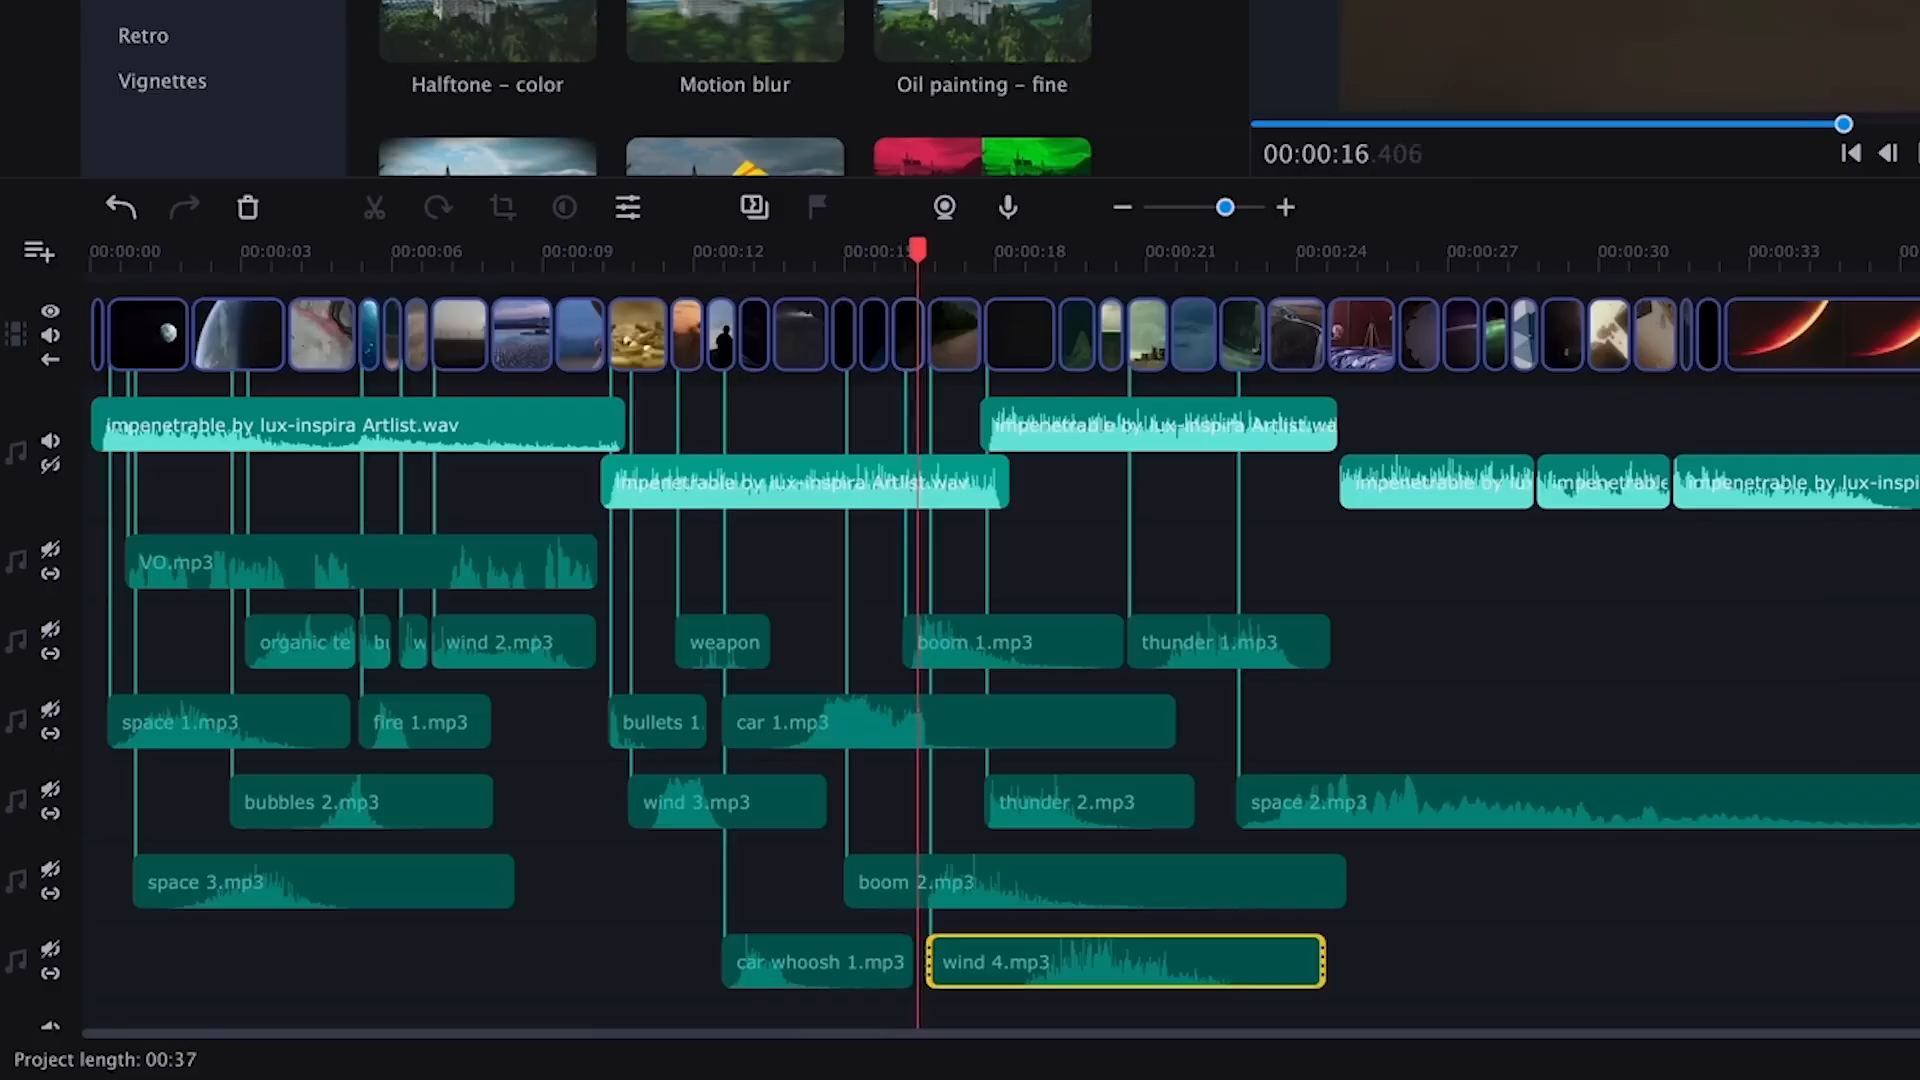 Retro
Vignettes
Halftone – color
Motion blur
Oil painting – fine
00:00:16.406
00:00:00
00:00:03
00:00:06
00:00:09
00:00:12
00:00:15
00:00:18
00:00:21
00:00:24
00:00:27
00:00:30
00:00:33
00
impenetrable by lux-inspira Artlist.wav
impenetrable by lux-inspira Artlist.wa
impenetrable by lux-inspira Artlist.wav
impenetrable by lux
impenetrable
impenetrable by lux-inspi
VO.mp3
organic te
bu
w
wind 2.mp3
weapon
boom 1.mp3
thunder 1.mp3
space 1.mp3
fire 1.mp3
bullets 1.
car 1.mp3
bubbles 2.mp3
wind 3.mp3
thunder 2.mp3
space 2.mp3
space 3.mp3
boom 2.mp3
car whoosh 1.mp3
wind 4.mp3
Project length: 00:37